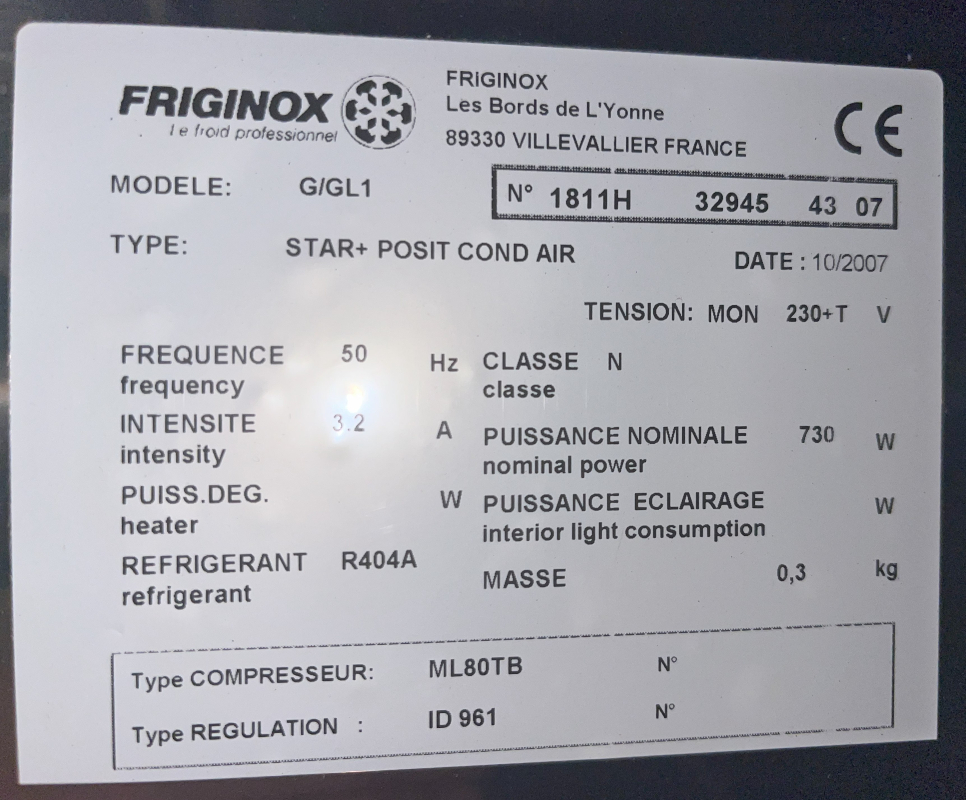 FRIGINOX
Le froid professionnel
FRiGINOX
Les Bords de L'Yonne
89330 VILLEVALLIER FRANCE
CE
MODELE: G/GL1
N° 1811H 32945 43 07
TYPE: STAR+ POSIT COND AIR
DATE : 10/2007
TENSION: MON 230+T V
FREQUENCE 50 Hz CLASSE N
frequency classe
INTENSITE 3.2 A PUISSANCE NOMINALE 730 W
intensity nominal power
PUISS.DEG. W PUISSANCE ECLAIRAGE W
heater interior light consumption
REFRIGERANT R404A MASSE 0,3 kg
refrigerant
Type COMPRESSEUR: ML80TB N°
Type REGULATION : ID 961 N°